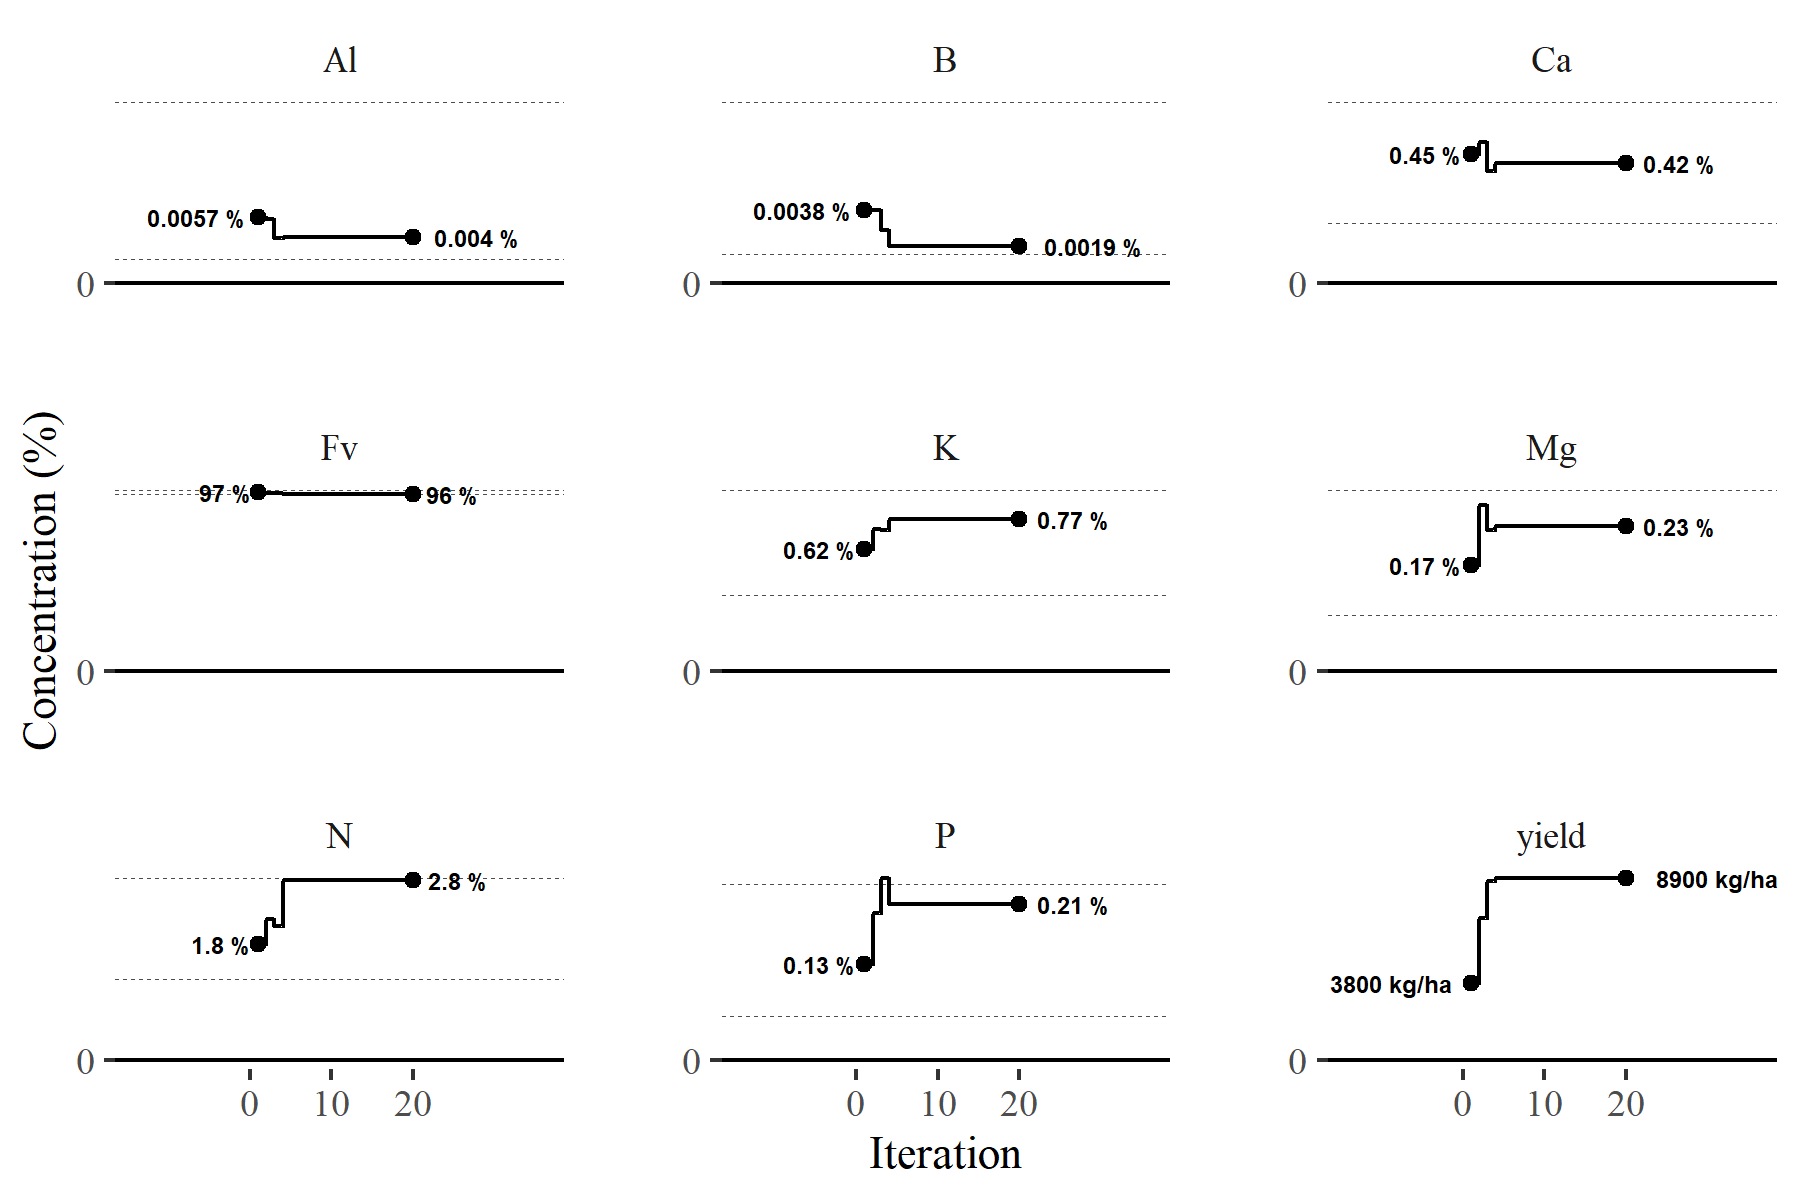 Al
B
Ca
0.0057 %
0.004 %
0
0.0038 %
0.0019 %
0
0.45 %
0.42 %
0
Concentration (%)
Fv
K
Mg
97 %
96 %
0
0.62 %
0.77 %
0
0.17 %
0.23 %
0
N
P
yield
1.8 %
2.8 %
0
0.13 %
0.21 %
0
3800 kg/ha
8900 kg/ha
0
0 10 20
0 10 20
0 10 20
Iteration